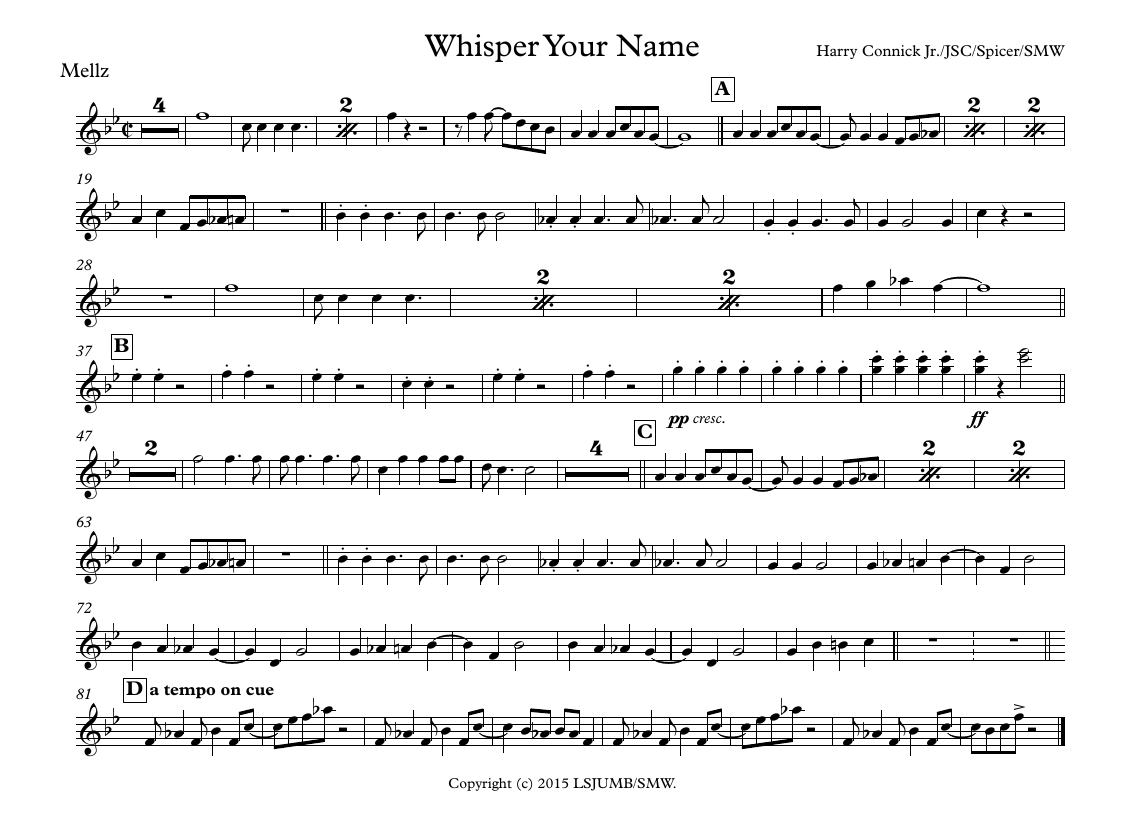 Whisper Your Name
Harry Connick Jr./JSC/Spicer/SMW
Mellz
A
4 2 2 2
19
28
2 2
B
37
pp cresc. ff
C
47
2 4 2 2
63
72
81
D a tempo on cue
Copyright (c) 2015 LSJUMB/SMW.